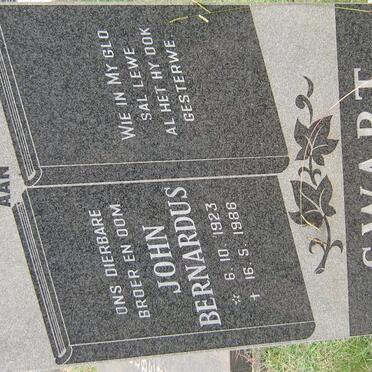 SWART
AAN
ONS DIERBARE
BROER EN OOM
JOHN
BERNARDUS
☆ 6. 10. 1923
✝ 16. 5. 1986
WIE IN MY GLO
SAL LEWE
AL HET HY OOK
GESTERWE